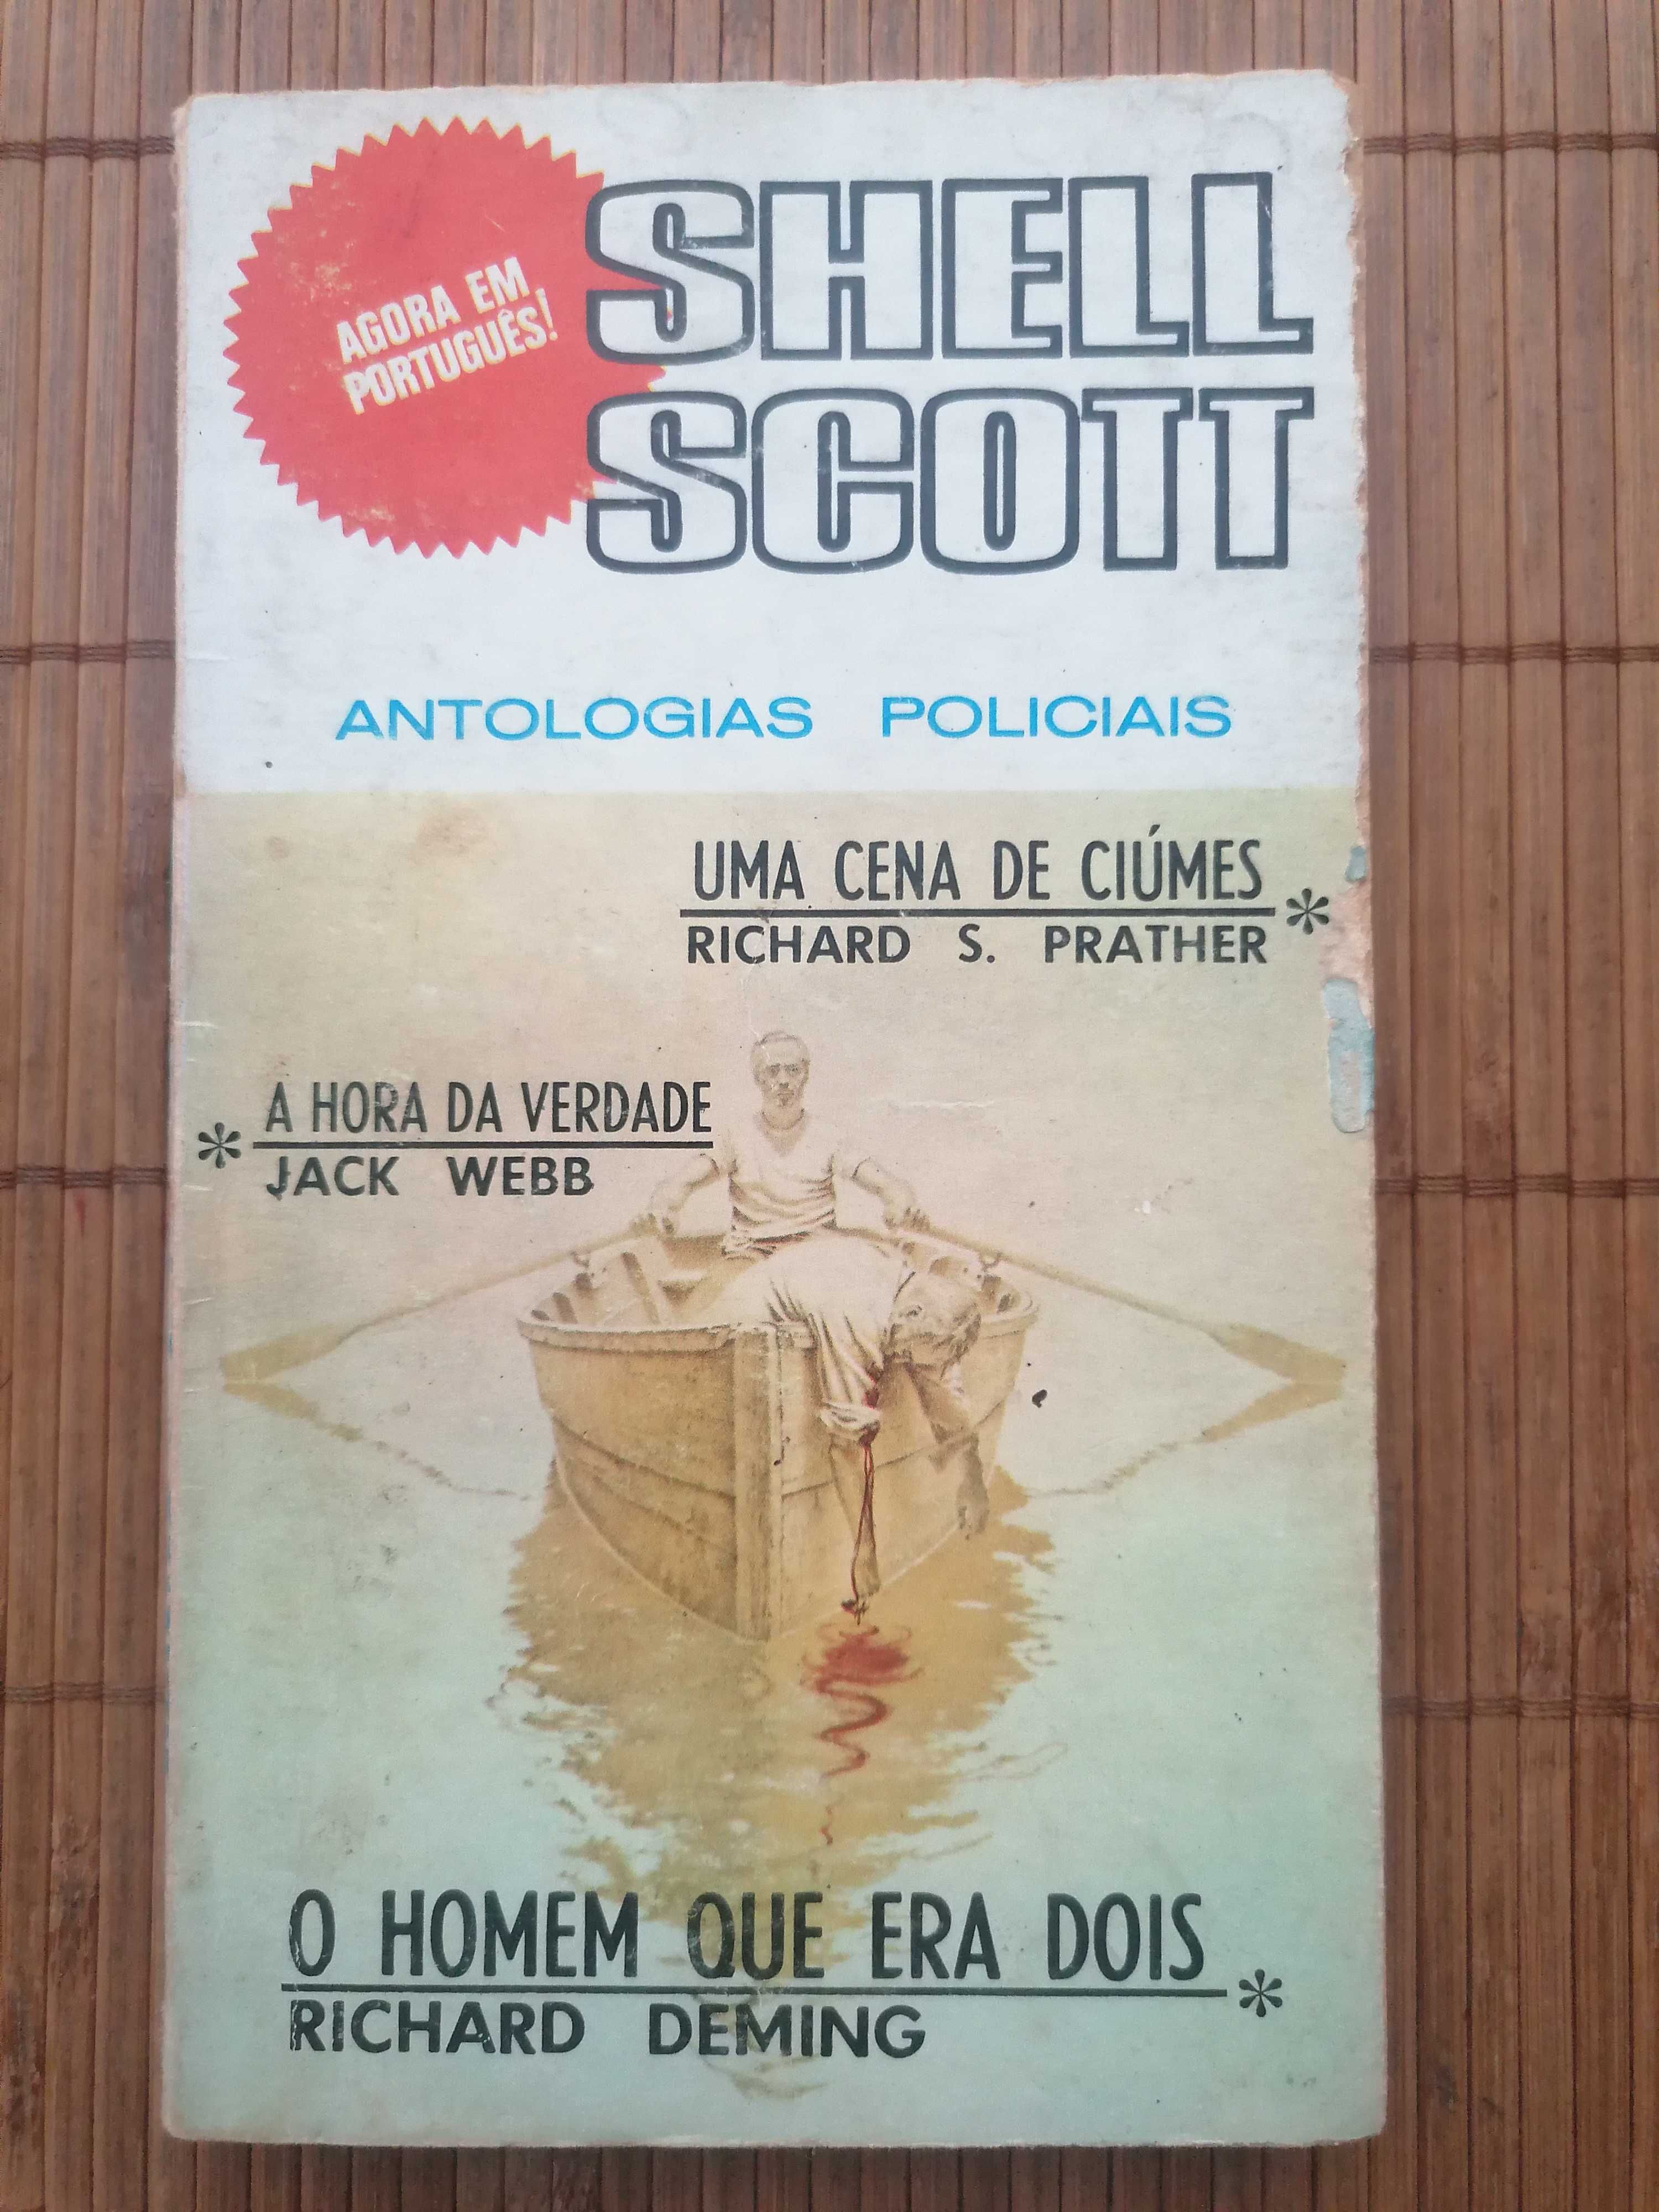 AGORA EM
PORTUGUÊS!
SHELL
SCOTT
ANTOLOGIAS POLICIAIS
UMA CENA DE CIÚMES
*
RICHARD S. PRATHER
A HORA DA VERDADE
*
JACK WEBB
O HOMEM QUE ERA DOIS
*
RICHARD DEMING